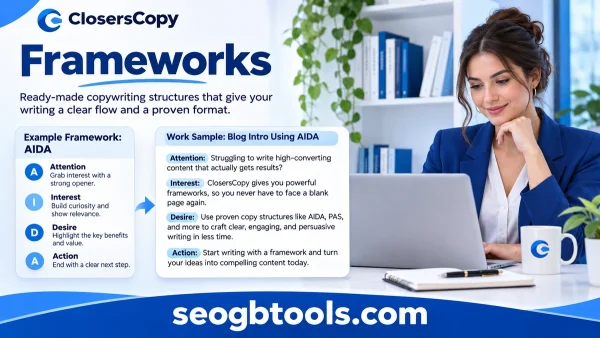 ClosersCopy
Frameworks
Ready-made copywriting structures that give your
writing a clear flow and a proven format.
Example Framework:
AIDA
A
Attention
Grab interest with a
strong opener.
I
Interest
Build curiosity and
show relevance.
D
Desire
Highlight the key benefits
and value.
A
Action
End with a clear next step.
Work Sample: Blog Intro Using AIDA
Attention: Struggling to write high-converting
content that actually gets results?
Interest: ClosersCopy gives you powerful
frameworks, so you never have to face a blank
page again.
Desire: Use proven copy structures like AIDA, PAS,
and more to craft clear, engaging, and persuasive
writing in less time.
Action: Start writing with a framework and turn
your ideas into compelling content today.
seogbtools.com